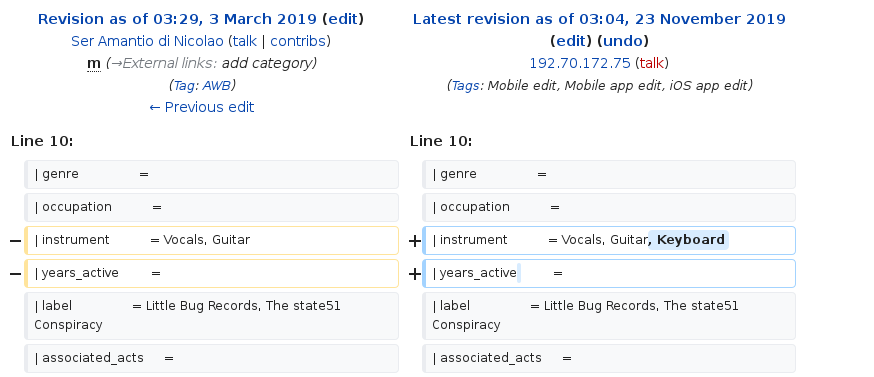 Revision as of 03:29, 3 March 2019 (edit)
Ser Amantio di Nicolao (talk | contribs)
m (→External links: add category)
(Tag: AWB)
← Previous edit
Latest revision as of 03:04, 23 November 2019
(edit) (undo)
192.70.172.75 (talk)
(Tags: Mobile edit, Mobile app edit, iOS app edit)
Line 10:
Line 10:
| genre =
| genre =
| occupation =
| occupation =
− | instrument = Vocals, Guitar
+ | instrument = Vocals, Guitar, Keyboard
− | years_active =
+ | years_active =
| label = Little Bug Records, The state51
Conspiracy
| label = Little Bug Records, The state51
Conspiracy
| associated_acts =
| associated_acts =